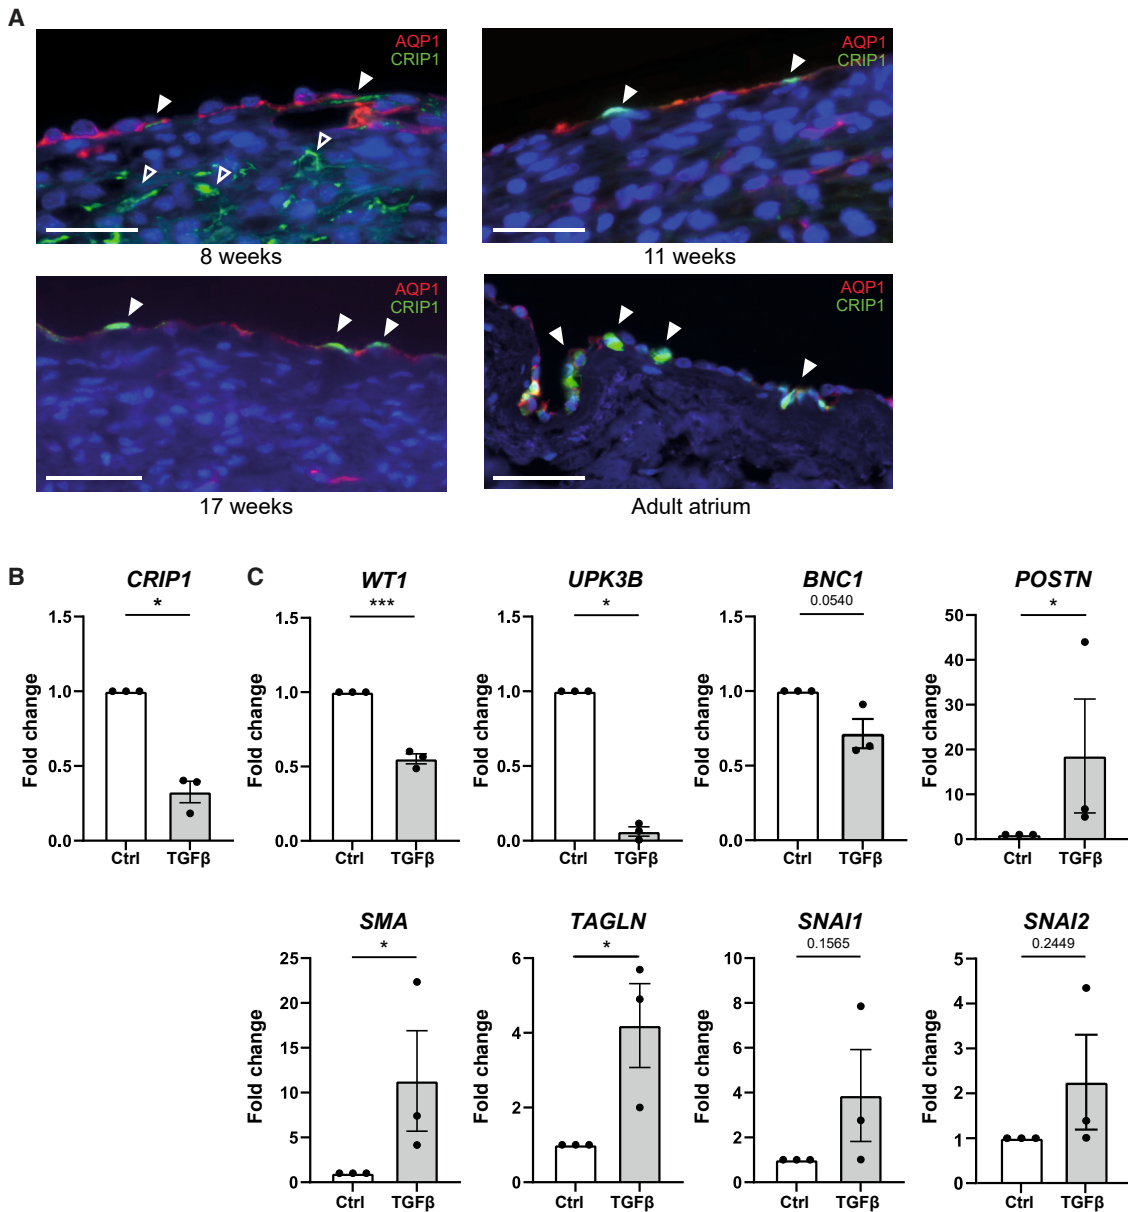 A
AQP1
CRIP1
8 weeks
AQP1
CRIP1
11 weeks
AQP1
CRIP1
17 weeks
AQP1
CRIP1
Adult atrium
B
CRIP1
*
Fold change
1.5
1.0
0.5
0.0
Ctrl TGFβ
C
WT1
***
Fold change
1.5
1.0
0.5
0.0
Ctrl TGFβ
UPK3B
*
Fold change
1.5
1.0
0.5
0.0
Ctrl TGFβ
BNC1
0.0540
Fold change
1.5
1.0
0.5
0.0
Ctrl TGFβ
POSTN
*
Fold change
50
40
30
20
10
0
Ctrl TGFβ
SMA
*
Fold change
25
20
15
10
5
0
Ctrl TGFβ
TAGLN
*
Fold change
6
4
2
0
Ctrl TGFβ
SNAI1
0.1565
Fold change
10
8
6
4
2
0
Ctrl TGFβ
SNAI2
0.2449
Fold change
5
4
3
2
1
0
Ctrl TGFβ